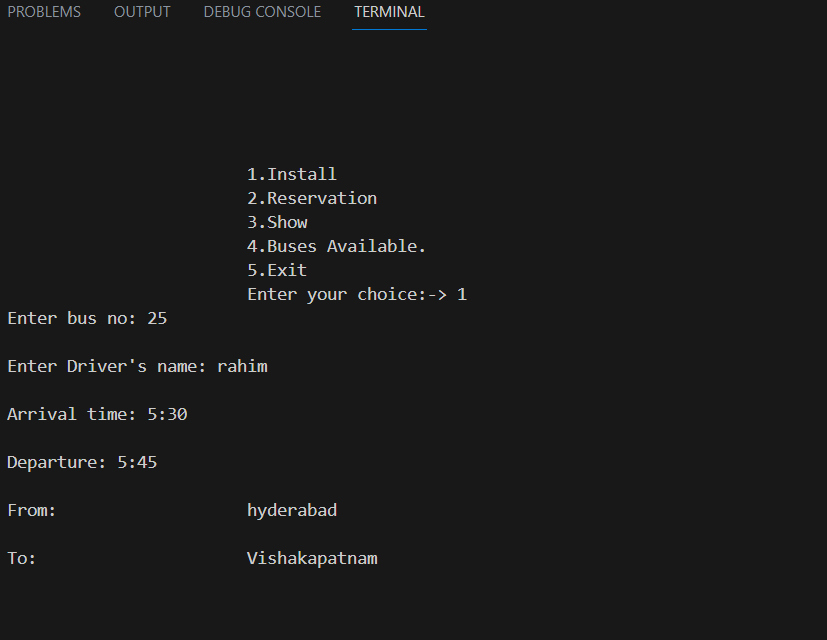 PROBLEMS OUTPUT DEBUG CONSOLE TERMINAL
1.Install
2.Reservation
3.Show
4.Buses Available.
5.Exit
Enter your choice:-> 1
Enter bus no: 25
Enter Driver's name: rahim
Arrival time: 5:30
Departure: 5:45
From: hyderabad
To: Vishakapatnam